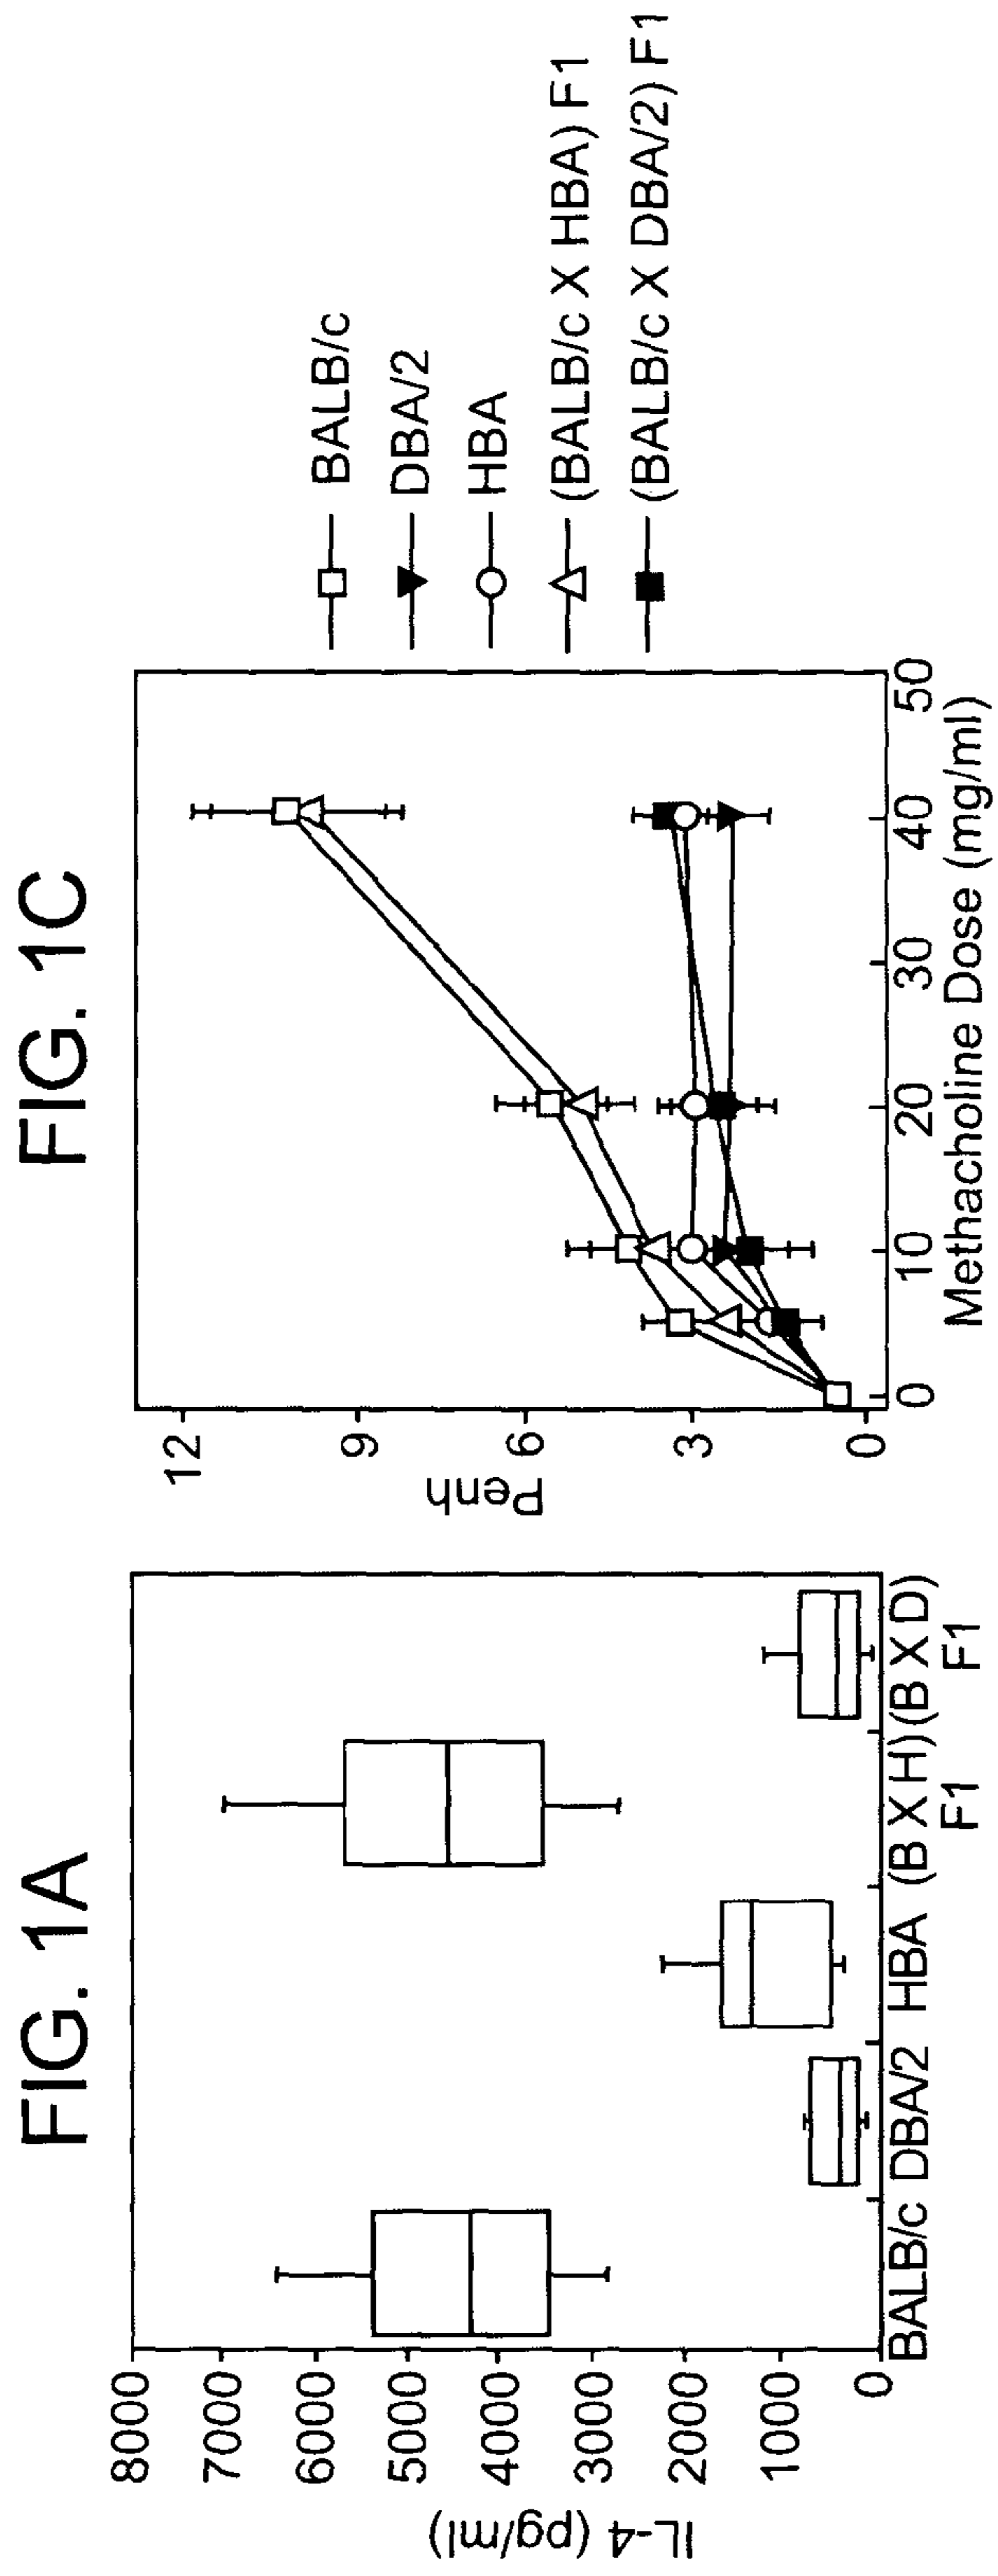 FIG. 1A
IL-4 (pg/ml)
8000
7000
6000
5000
4000
3000
2000
1000
0
BALB/c DBA/2 HBA (B X H) (B X D)
F1 F1
FIG. 1C
Penh
12
9
6
3
0
0 10 20 30 40 50
Methacholine Dose (mg/ml)
BALB/c
DBA/2
HBA
(BALB/c X HBA) F1
(BALB/c X DBA/2) F1